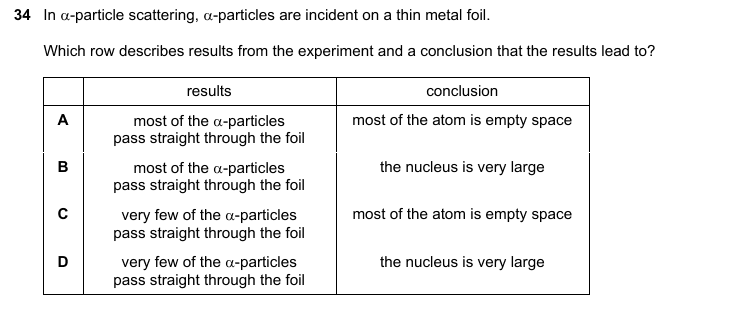 34 In α-particle scattering, α-particles are incident on a thin metal foil.
Which row describes results from the experiment and a conclusion that the results lead to?
results conclusion
A most of the α-particles pass straight through the foil most of the atom is empty space
B most of the α-particles pass straight through the foil the nucleus is very large
C very few of the α-particles pass straight through the foil most of the atom is empty space
D very few of the α-particles pass straight through the foil the nucleus is very large